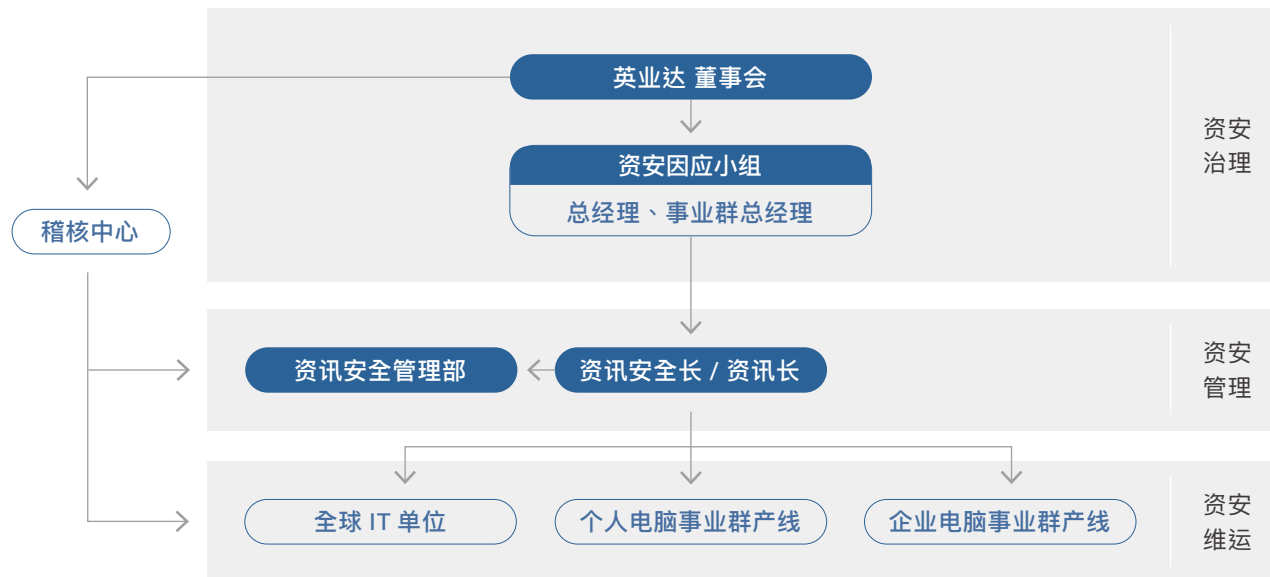 英业达 董事会
资安因应小组
总经理、事业群总经理
资安
治理
稽核中心
资讯安全管理部
资讯安全长 / 资讯长
资安
管理
全球 IT 单位
个人电脑事业群产线
企业电脑事业群产线
资安
维运